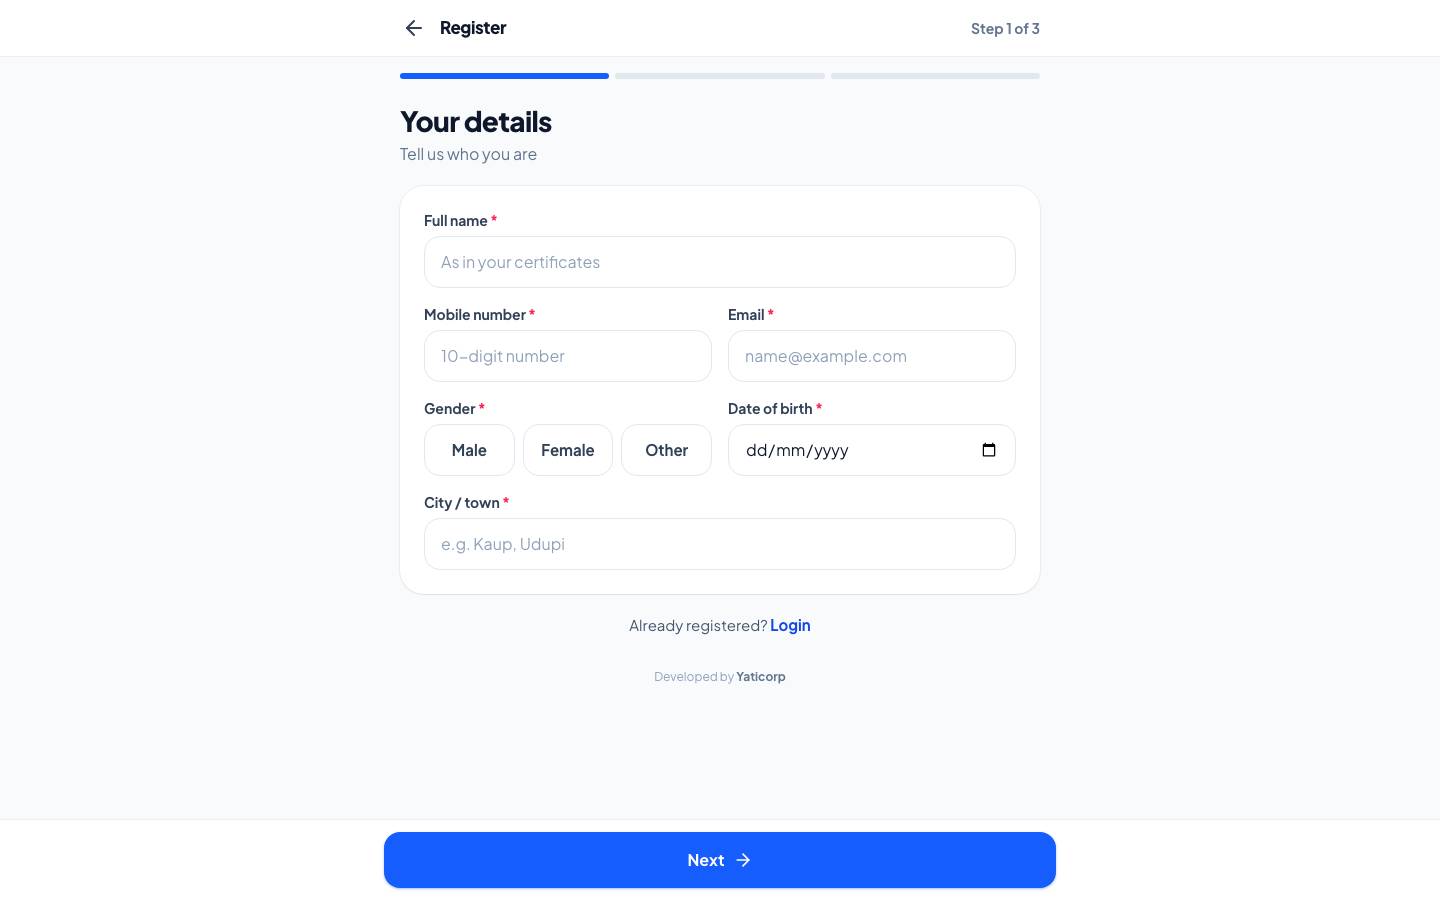 Register
Step 1 of 3
Your details
Tell us who you are
Full name *
As in your certificates
Mobile number *
Email *
10-digit number
name@example.com
Gender *
Date of birth *
Male
Female
Other
dd/mm/yyyy
City / town *
e.g. Kaup, Udupi
Already registered? Login
Developed by Yaticorp
Next